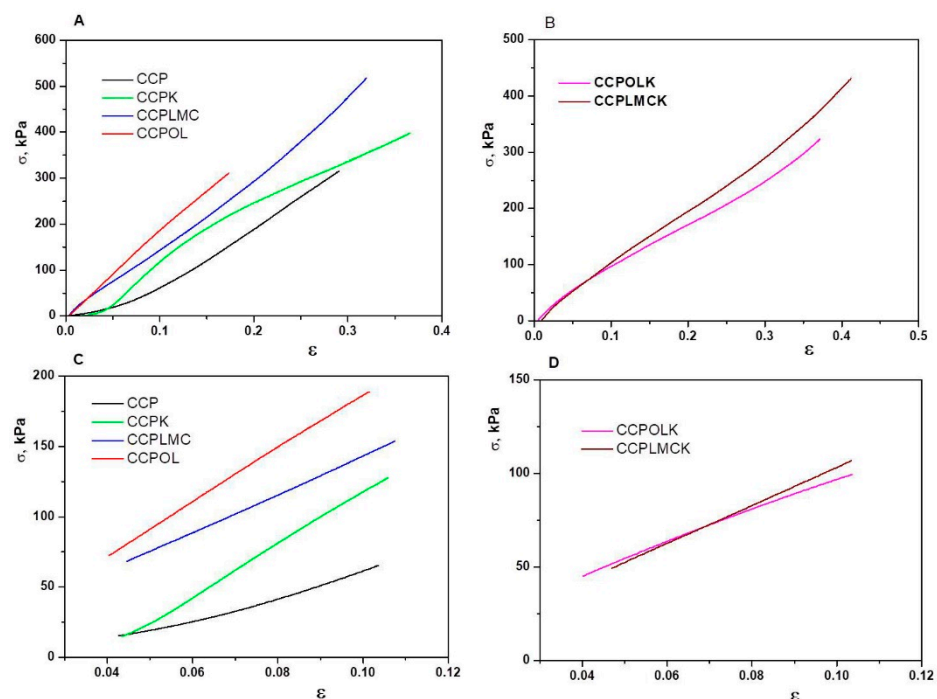 A
σ, kPa
600
500
400
300
200
100
0
CCP
CCPK
CCPLMC
CCPOL
0.0
0.1
0.2
0.3
0.4
ε
B
σ, kPa
500
400
300
200
100
0
CCPOLK
CCPLMCK
0.0
0.1
0.2
0.3
0.4
0.5
ε
C
σ, kPa
200
150
100
50
0
CCP
CCPK
CCPLMC
CCPOL
0.04
0.06
0.08
0.10
0.12
ε
D
σ, kPa
150
100
50
0
CCPOLK
CCPLMCK
0.04
0.06
0.08
0.10
0.12
ε